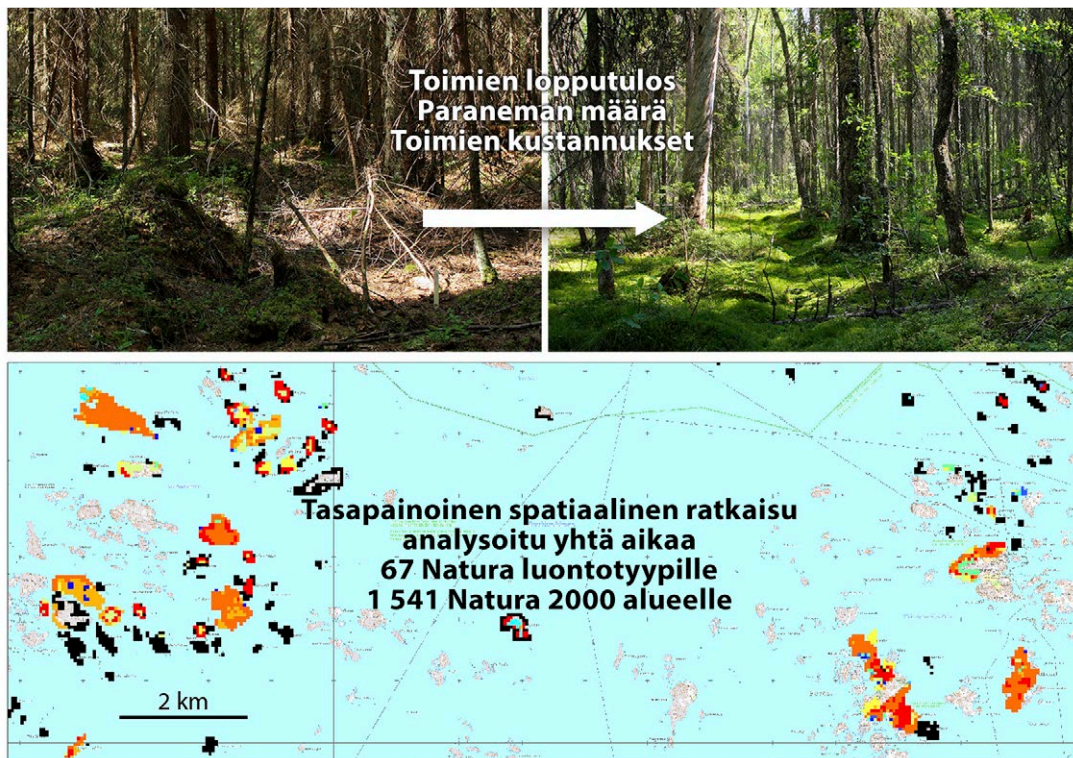 Toimien lopputulos
Paraneman määrä
Toimien kustannukset
Tasapainoinen spatiaalinen ratkaisu
analysoitu yhtä aikaa
67 Natura luontotyypille
1 541 Natura 2000 alueelle
2 km